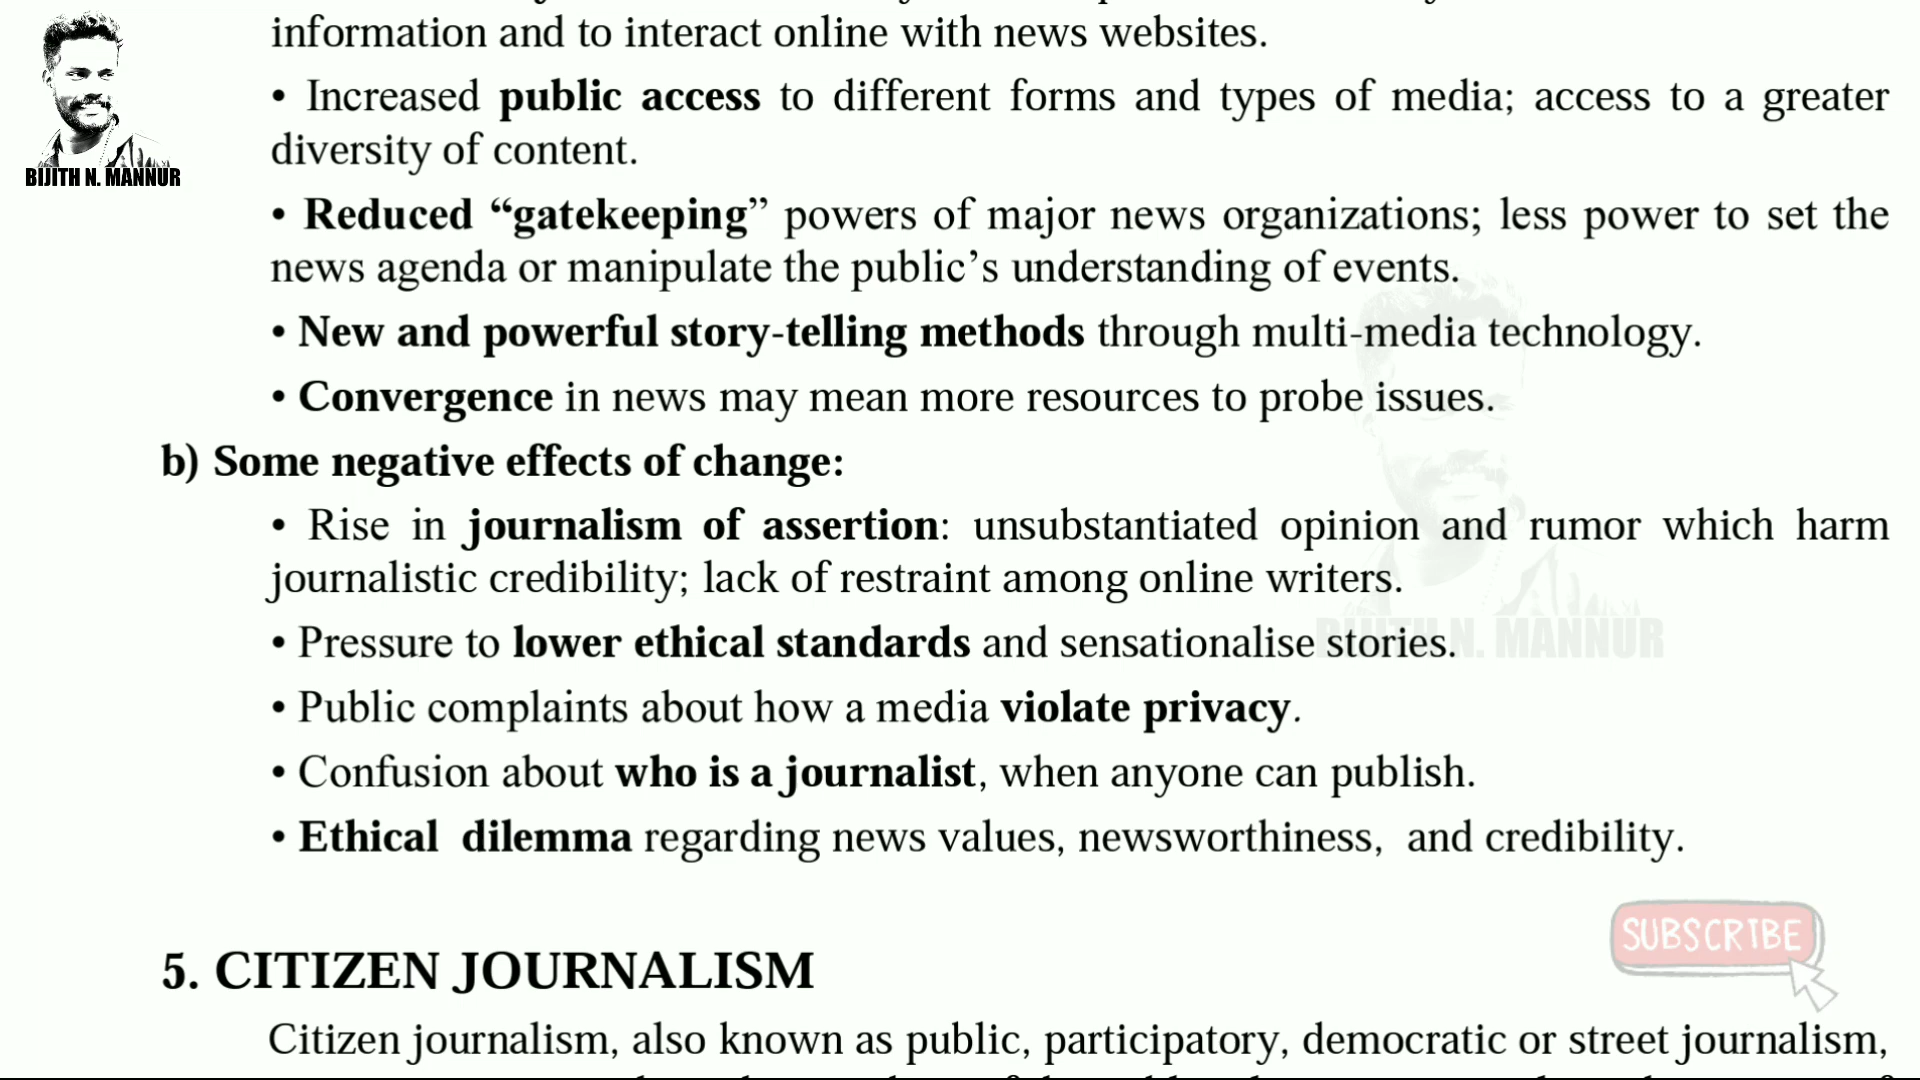 information and to interact online with news websites.
• Increased public access to different forms and types of media; access to a greater
diversity of content.
BIJITH N. MANNUR
• Reduced “gatekeeping” powers of major news organizations; less power to set the
news agenda or manipulate the public’s understanding of events.
• New and powerful story-telling methods through multi-media technology.
• Convergence in news may mean more resources to probe issues.
b) Some negative effects of change:
• Rise in journalism of assertion: unsubstantiated opinion and rumor which harm
journalistic credibility; lack of restraint among online writers.
• Pressure to lower ethical standards and sensationalise stories.
BIJITH N. MANNUR
• Public complaints about how a media violate privacy.
• Confusion about who is a journalist, when anyone can publish.
• Ethical  dilemma regarding news values, newsworthiness,  and credibility.
SUBSCRIBE
5. CITIZEN JOURNALISM
Citizen journalism, also known as public, participatory, democratic or street journalism,